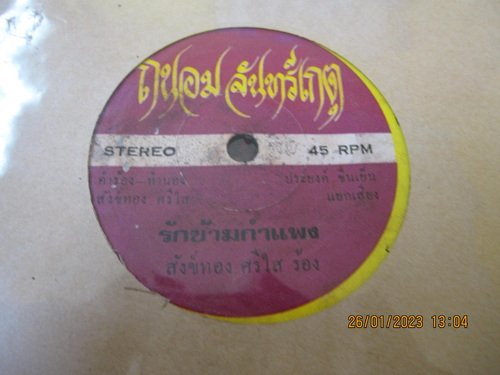 ถนอม จันทร์เกตุ
STEREO 45 RPM
คำร้อง - ทำนอง ประยงค์ ชื่นเย็น
สังข์ทอง ศรีใส แยกเสียง
รักข้ามกำแพง
สังข์ทอง ศรีใส ร้อง
26/01/2023 13:04